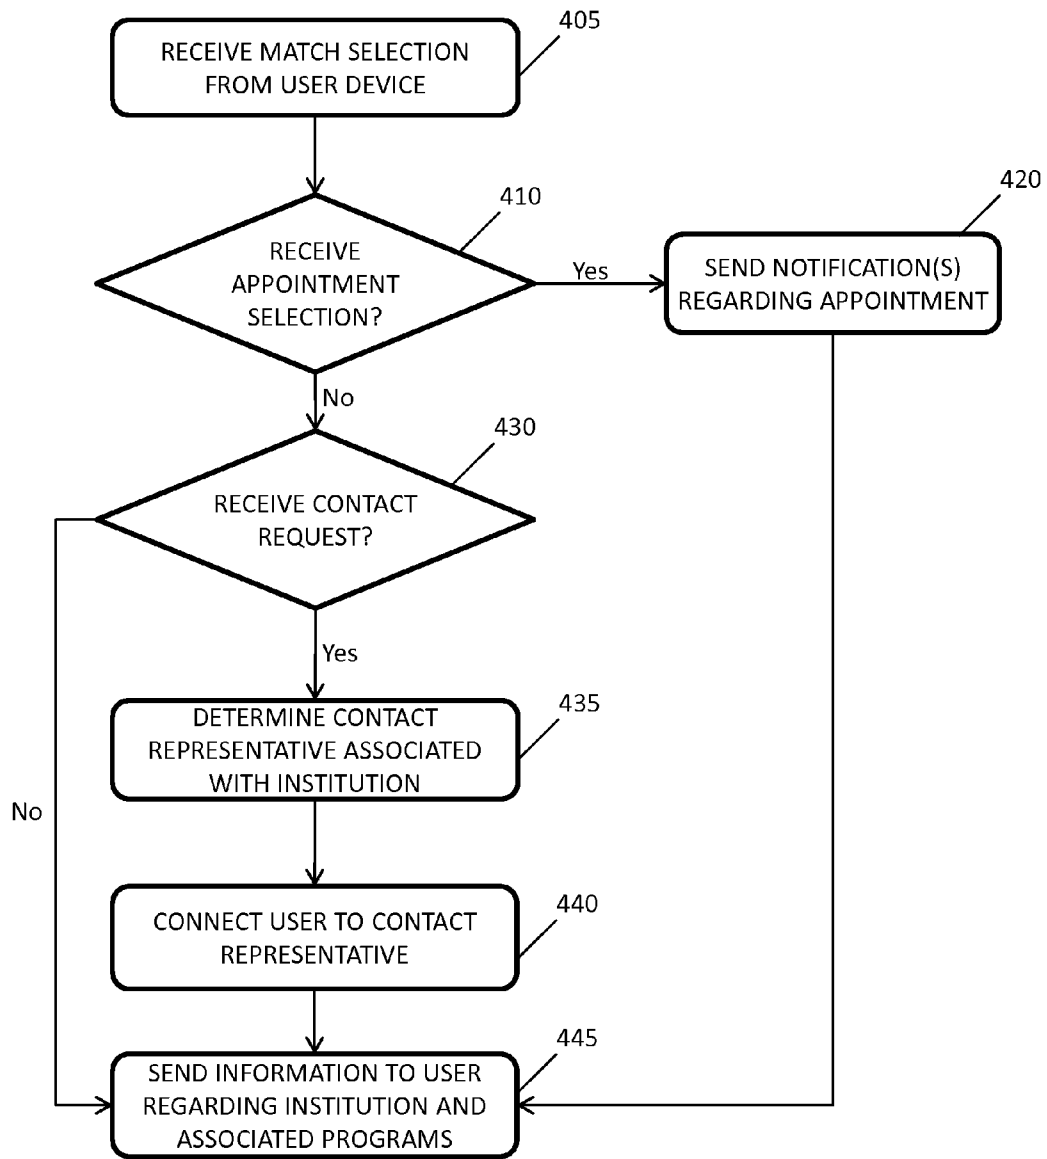 405
RECEIVE MATCH SELECTION
FROM USER DEVICE
410
RECEIVE
APPOINTMENT
SELECTION?
Yes
420
SEND NOTIFICATION(S)
REGARDING APPOINTMENT
No
430
RECEIVE CONTACT
REQUEST?
Yes
435
DETERMINE CONTACT
REPRESENTATIVE ASSOCIATED
WITH INSTITUTION
No
440
CONNECT USER TO CONTACT
REPRESENTATIVE
445
SEND INFORMATION TO USER
REGARDING INSTITUTION AND
ASSOCIATED PROGRAMS